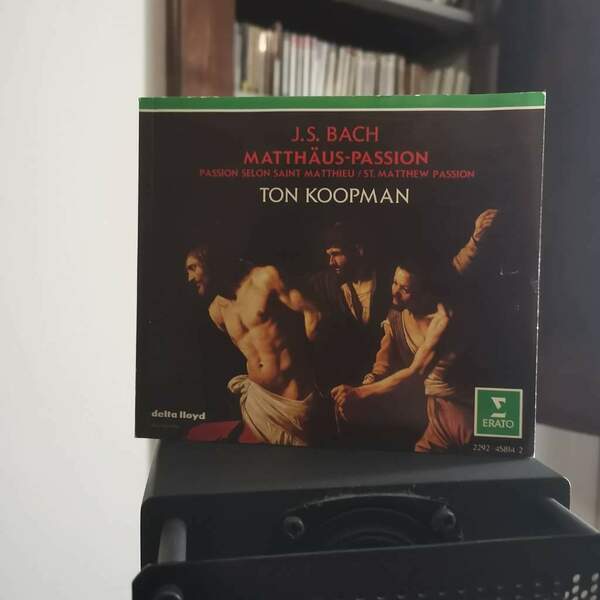 J.S. BACH
MATTHÄUS-PASSION
PASSION SELON SAINT MATTHIEU / ST. MATTHEW PASSION
TON KOOPMAN
delta lloyd
ERATO
2292-45814 2